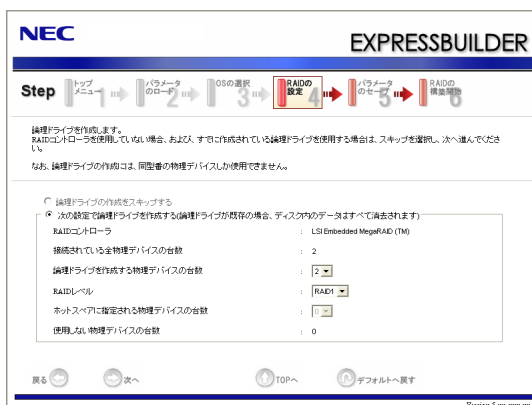 NEC
EXPRESSBUILDER
Step
トップ
メニュー 1
パラメータ
のロード 2
OSの選択
3
RAIDの
設定 4
パラメータ
のセーブ 5
RAIDの
構築開始 6
論理ドライブを作成します。
RAIDコントローラを使用していない場合、および、すでに作成されている論理ドライブを使用する場合は、スキップを選択し、次へ進んでくださ
い。
なお、論理ドライブの作成には、同型番の物理デバイスしか使用できません。
論理ドライブの作成をスキップする
次の設定で論理ドライブを作成する(論理ドライブが既存の場合、ディスク内のデータはすべて消去されます)
RAIDコントローラ : LSI Embedded MegaRAID (TM)
接続されている全物理デバイスの台数 : 2
論理ドライブを作成する物理デバイスの台数 : 2
RAIDレベル : RAID1
ホットスペアに指定される物理デバイスの台数 : 0
使用しない物理デバイスの台数 : 0
戻る 次へ TOPへ デフォルトへ戻す